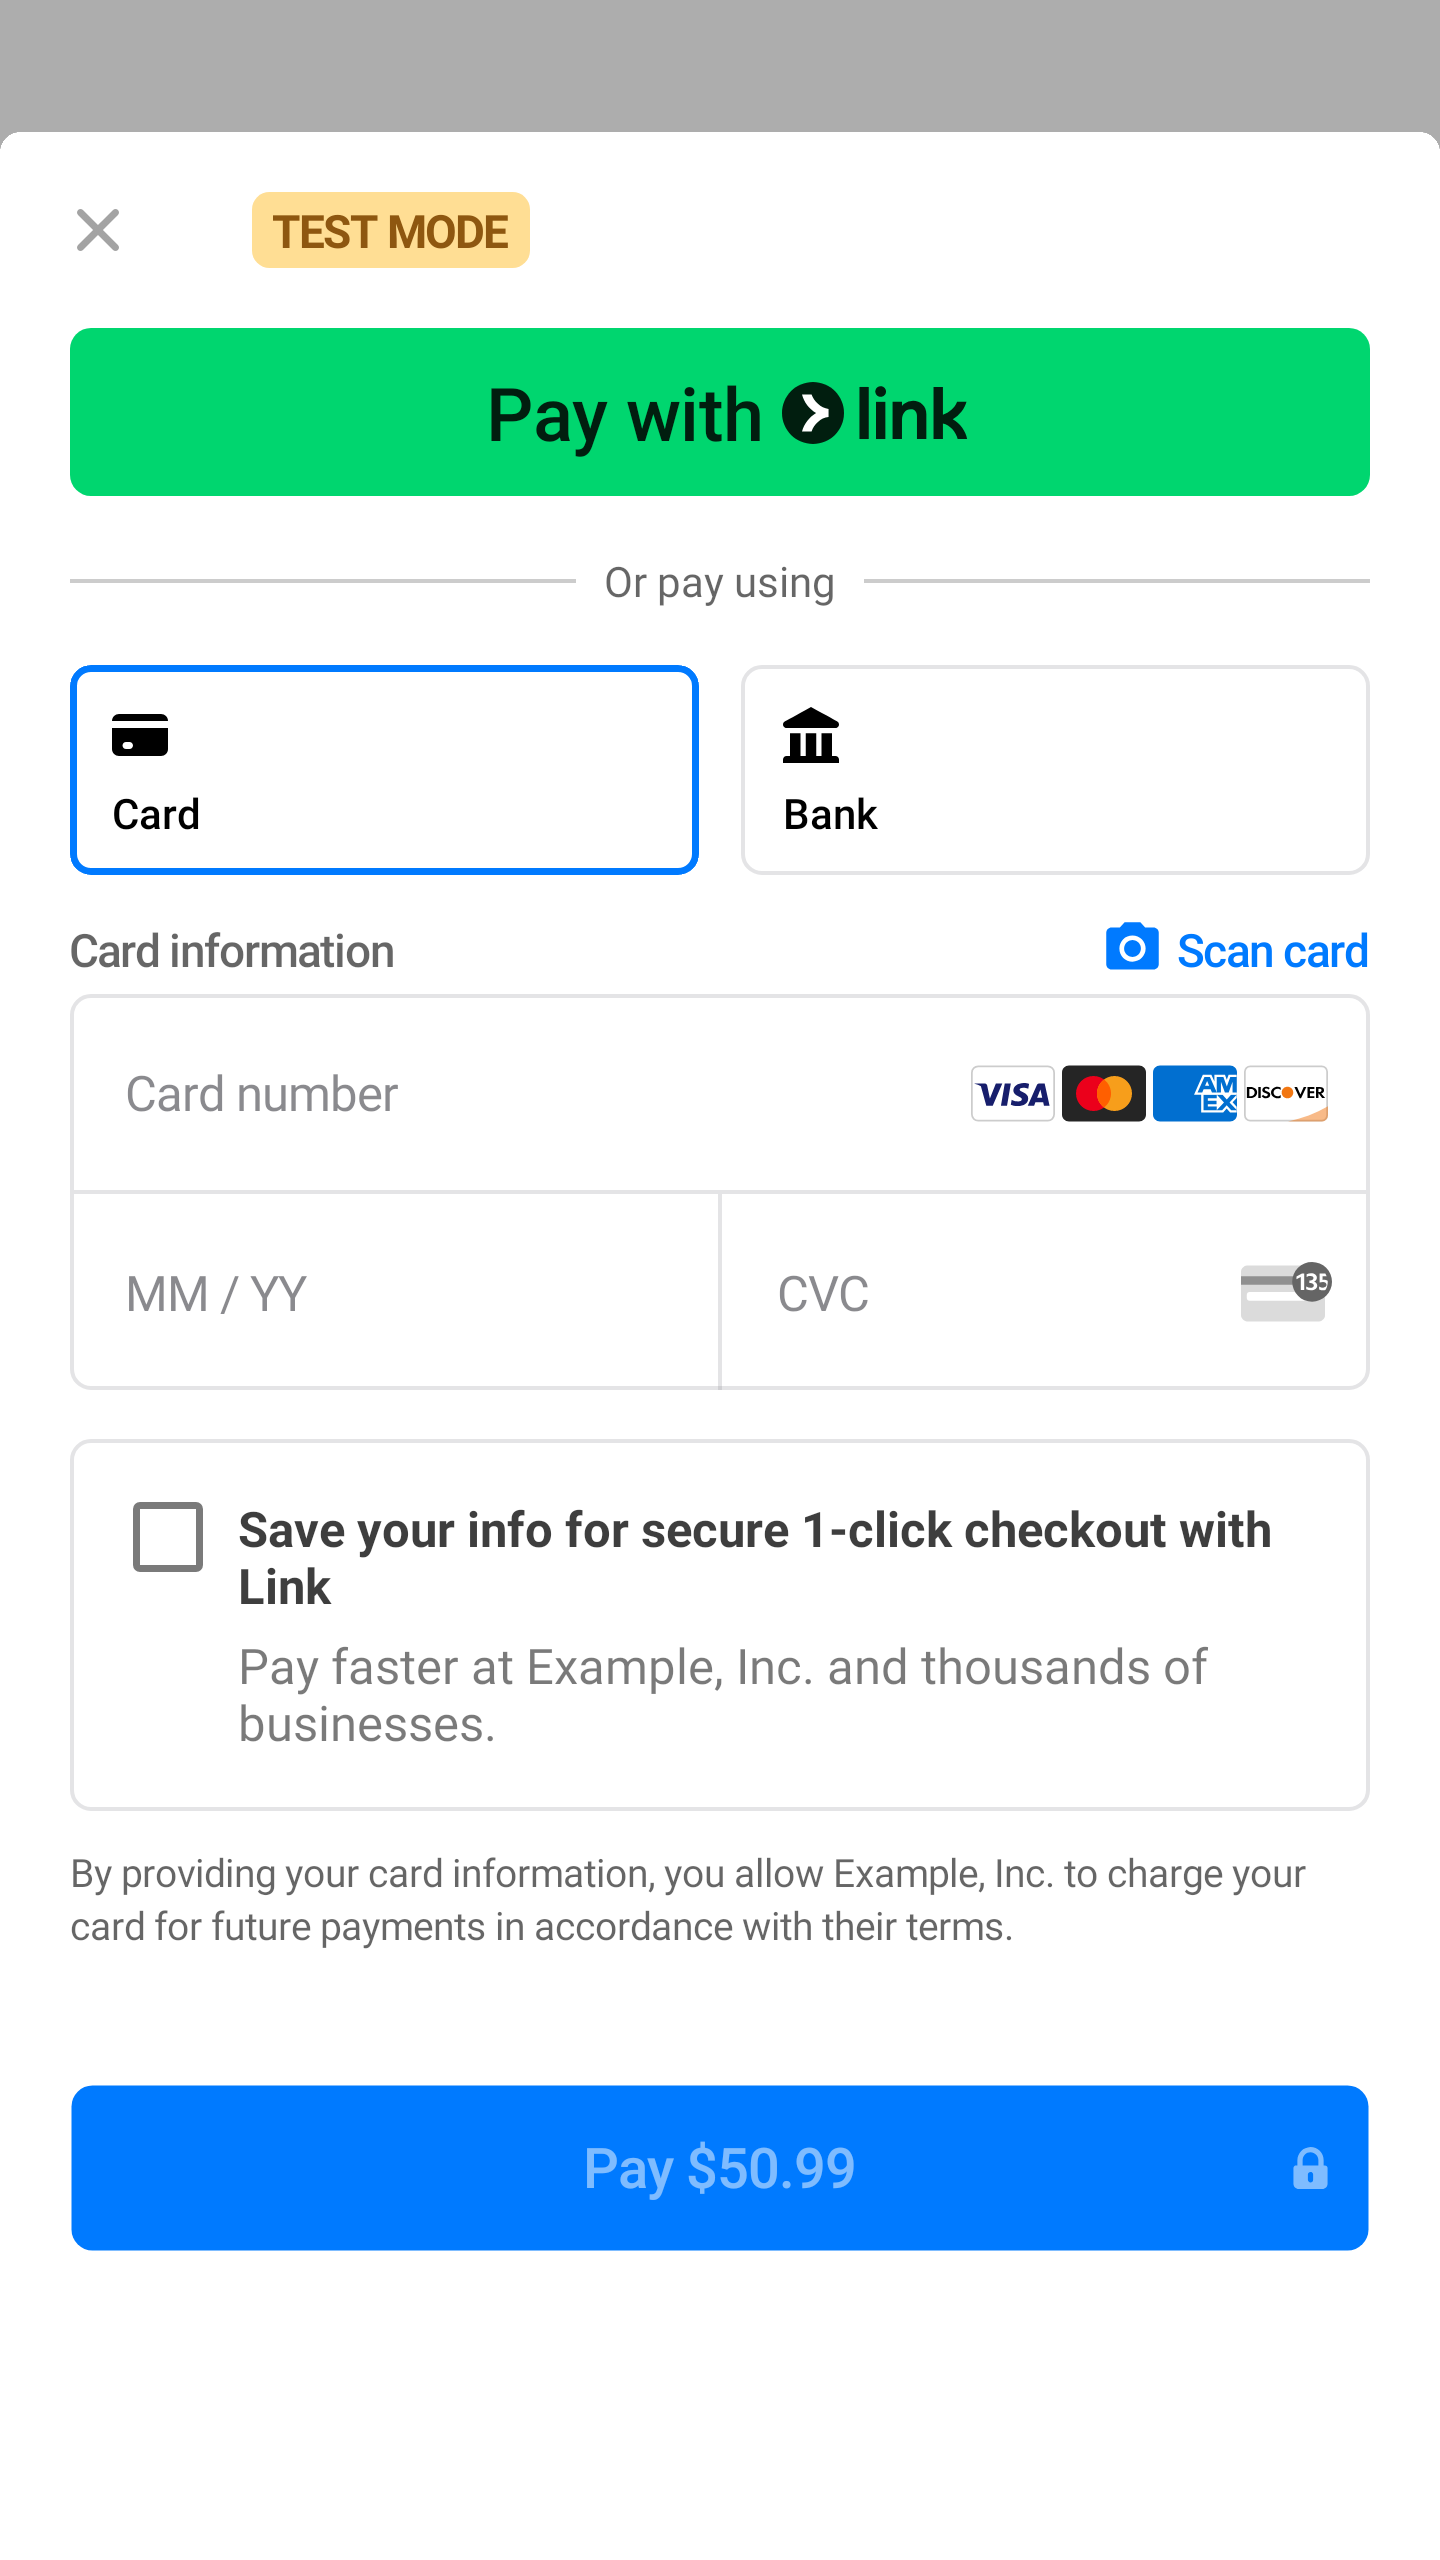 TEST MODE
Pay with link
Or pay using
Card
Bank
Card information
Scan card
Card number
VISA
AM
EX
DISCOVER
MM / YY
CVC
135
Save your info for secure 1-click checkout with
Link
Pay faster at Example, Inc. and thousands of
businesses.
By providing your card information, you allow Example, Inc. to charge your
card for future payments in accordance with their terms.
Pay $50.99